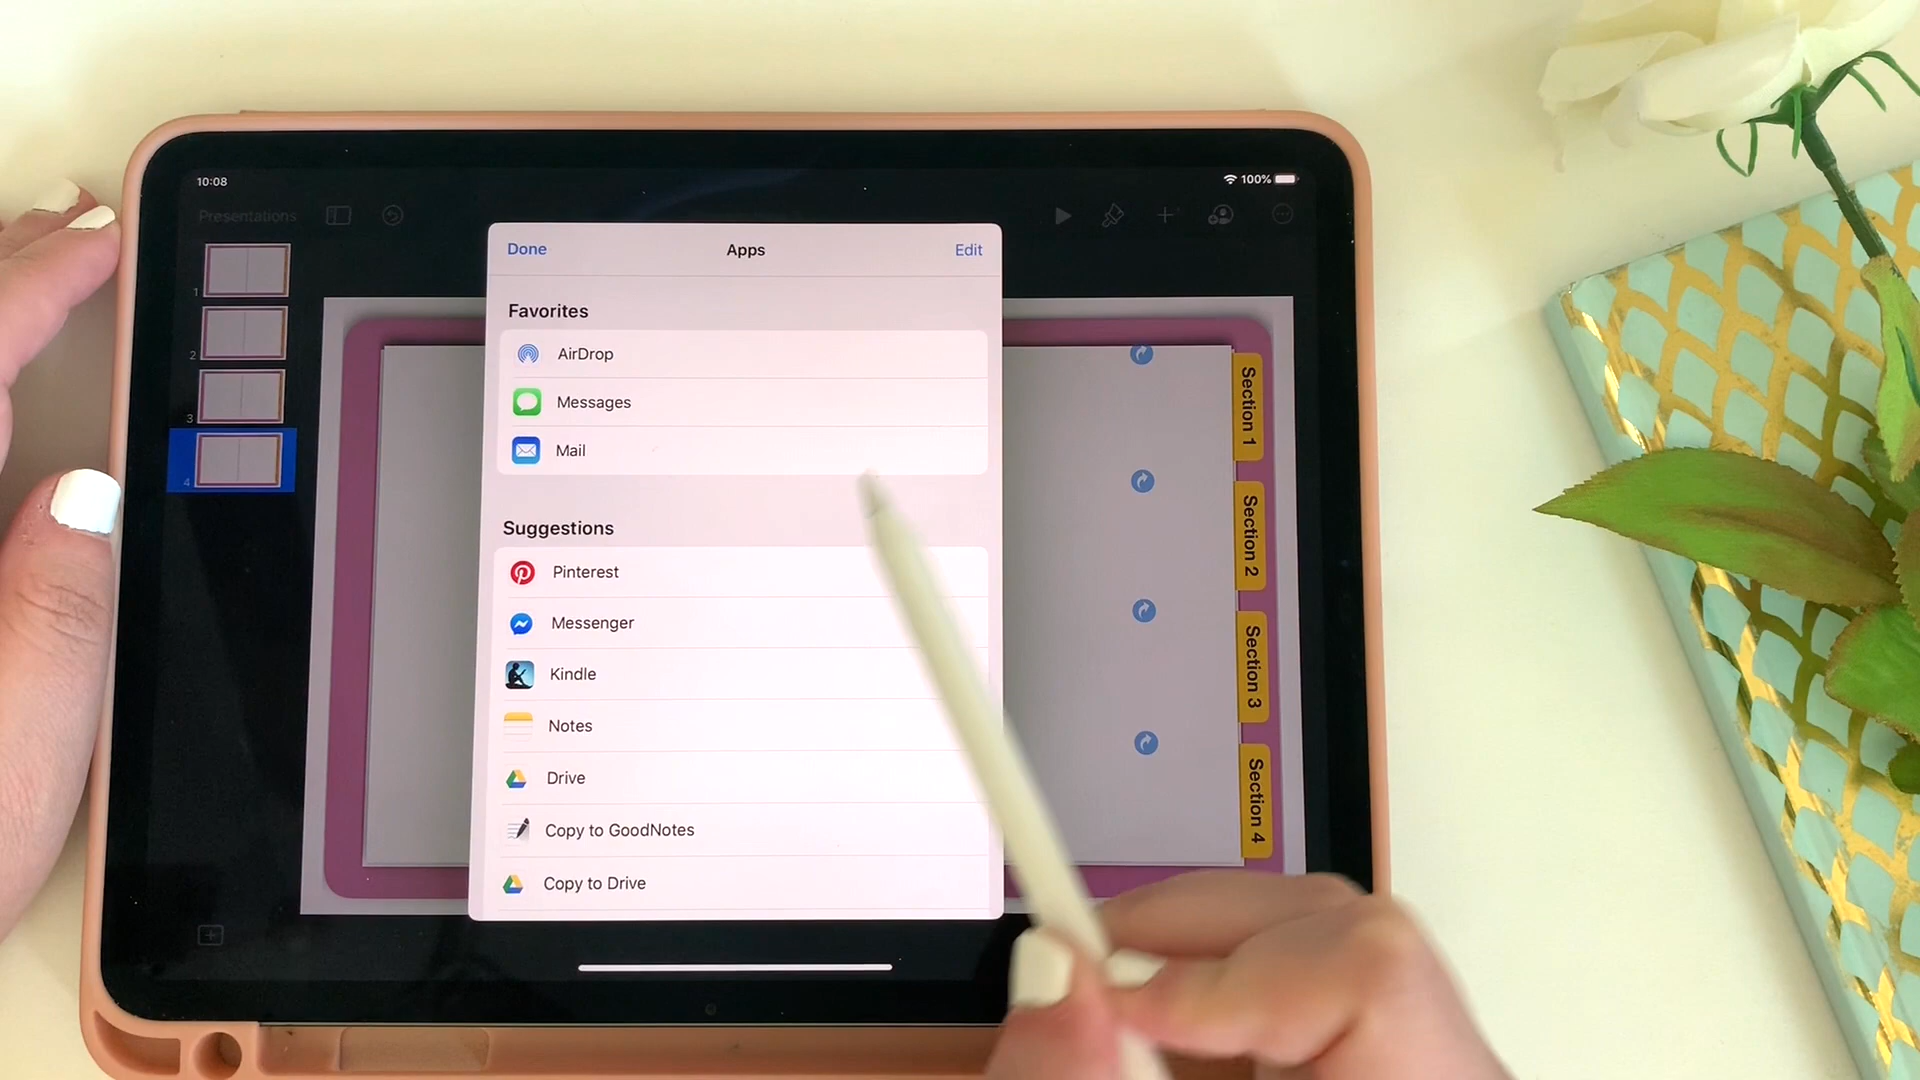 10:08
100%
Presentations
1
2
3
4
Done
Apps
Edit
Favorites
AirDrop
Messages
Mail
Suggestions
Pinterest
Messenger
Kindle
Notes
Drive
Copy to GoodNotes
Copy to Drive
Section 1
Section 2
Section 3
Section 4